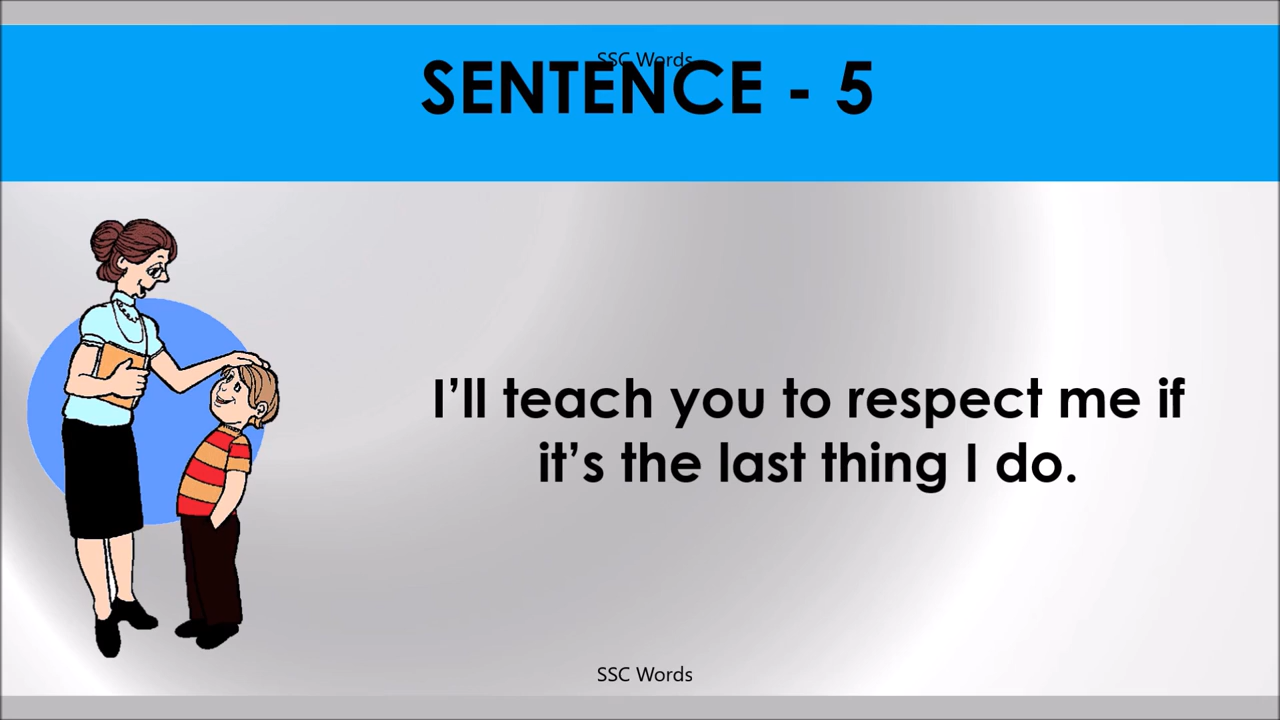 SSC Words
SENTENCE - 5
I’ll teach you to respect me if
it’s the last thing I do.
SSC Words